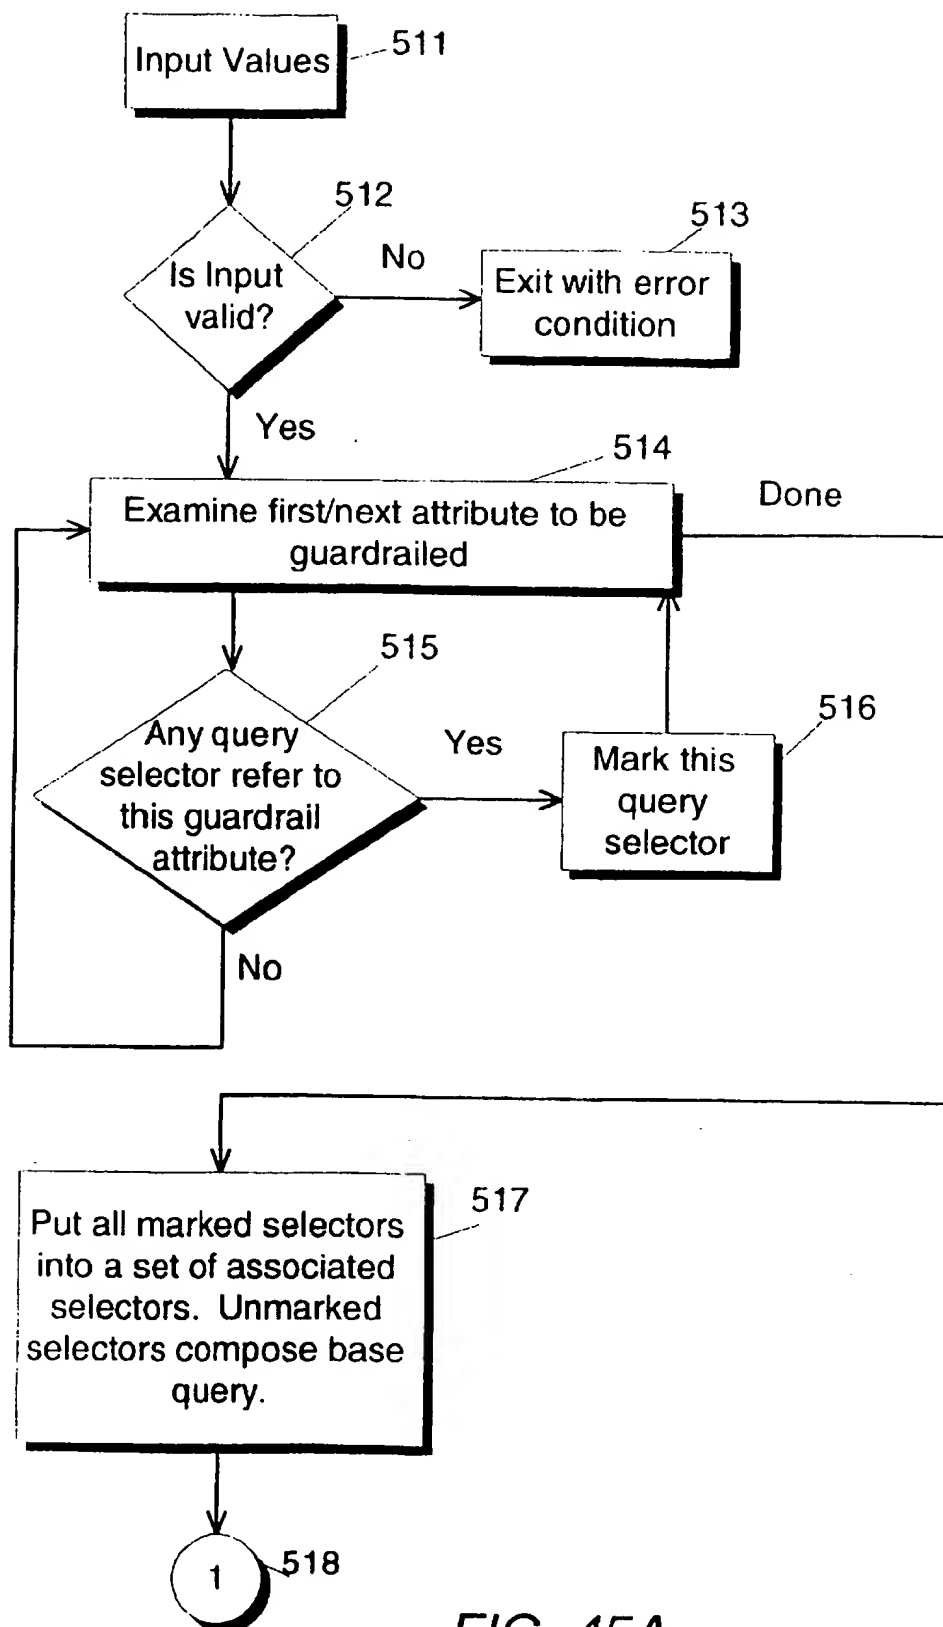 Input Values
511
512
Is Input
valid?
No
513
Exit with error
condition
Yes
514
Examine first/next attribute to be
guardrailed
Done
515
Any query
selector refer to
this guardrail
attribute?
Yes
516
Mark this
query
selector
No
517
Put all marked selectors
into a set of associated
selectors. Unmarked
selectors compose base
query.
1
518
FIG. 45A